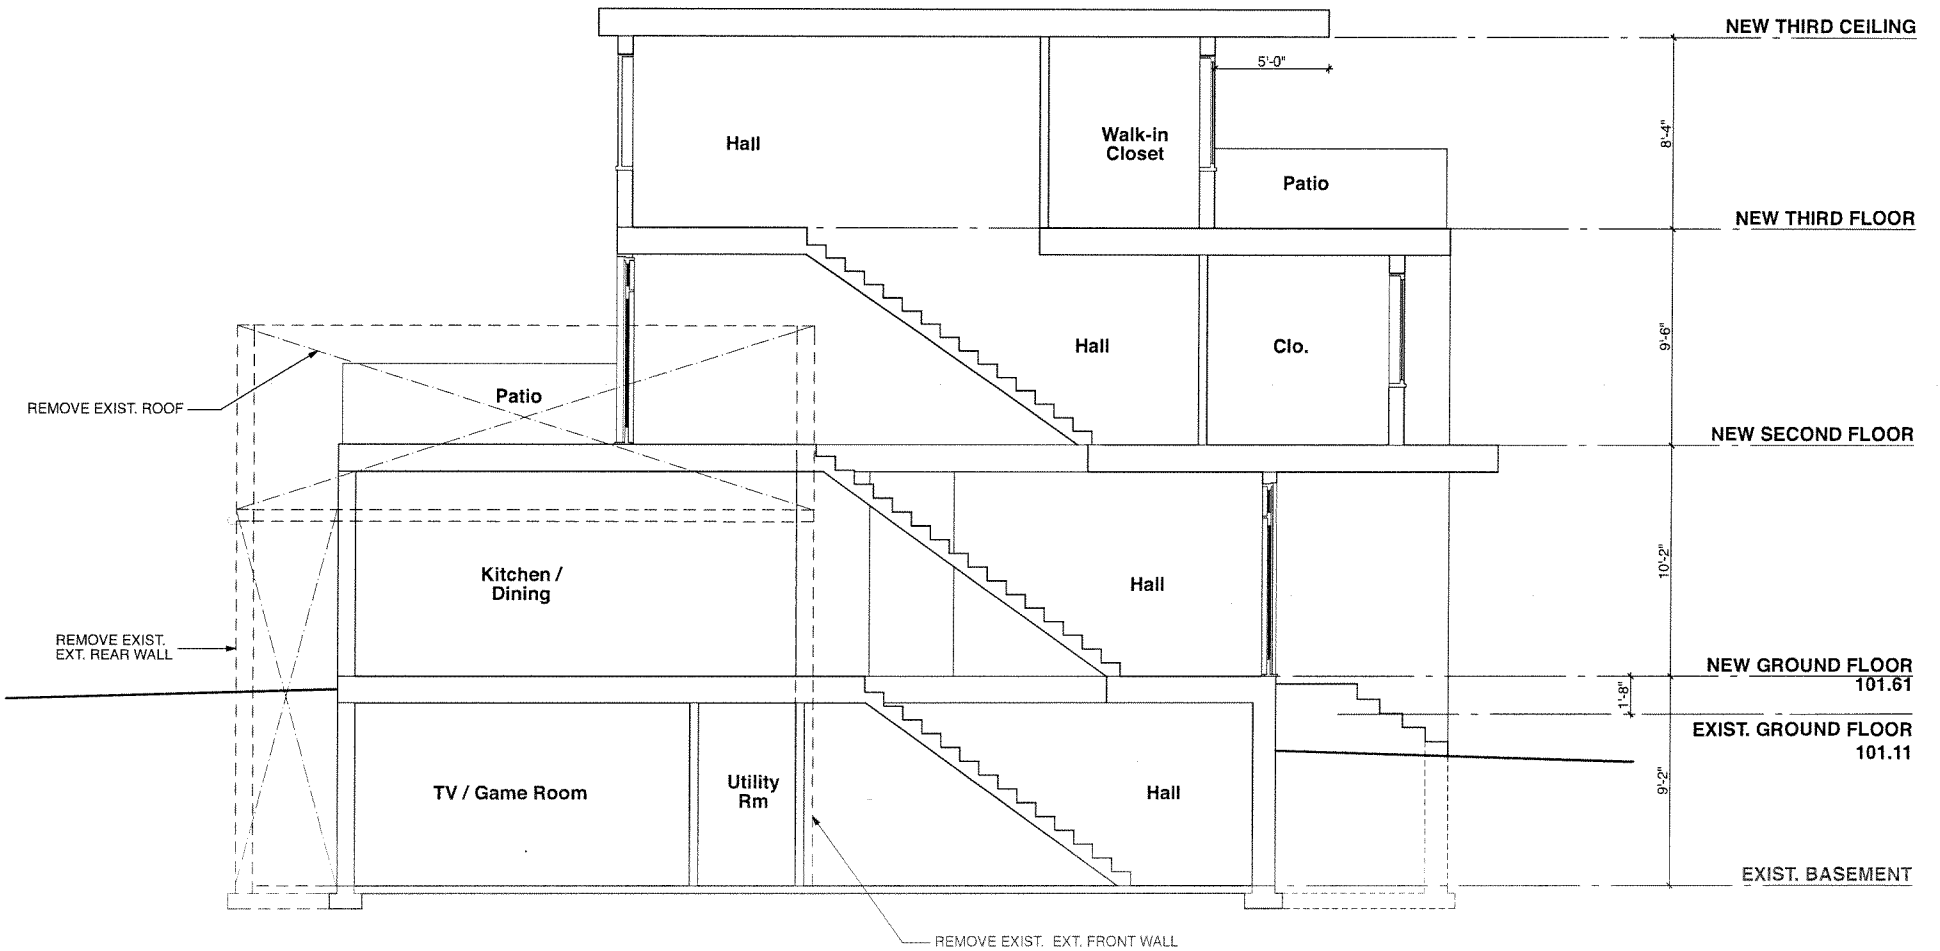 NEW THIRD CEILING
5'-0"
8'-4"
Hall
Walk-in
Closet
Patio
NEW THIRD FLOOR
9'-6"
Hall
Clo.
Patio
REMOVE EXIST. ROOF
NEW SECOND FLOOR
10'-2"
Kitchen /
Dining
Hall
REMOVE EXIST.
EXT. REAR WALL
NEW GROUND FLOOR
101.61
1'-8"
EXIST. GROUND FLOOR
101.11
9'-2"
TV / Game Room
Utility
Rm
Hall
EXIST. BASEMENT
REMOVE EXIST. EXT. FRONT WALL